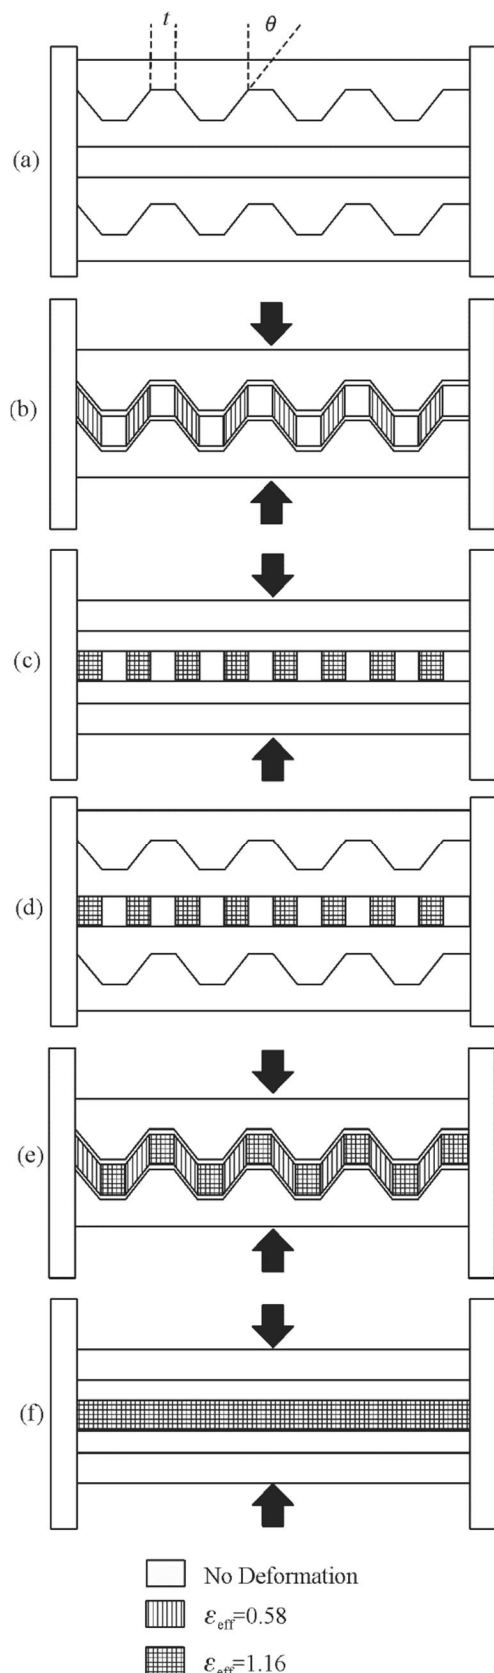 t θ
(a)
(b)
(c)
(d)
(e)
(f)
No Deformation
εeff=0.58
εeff=1.16